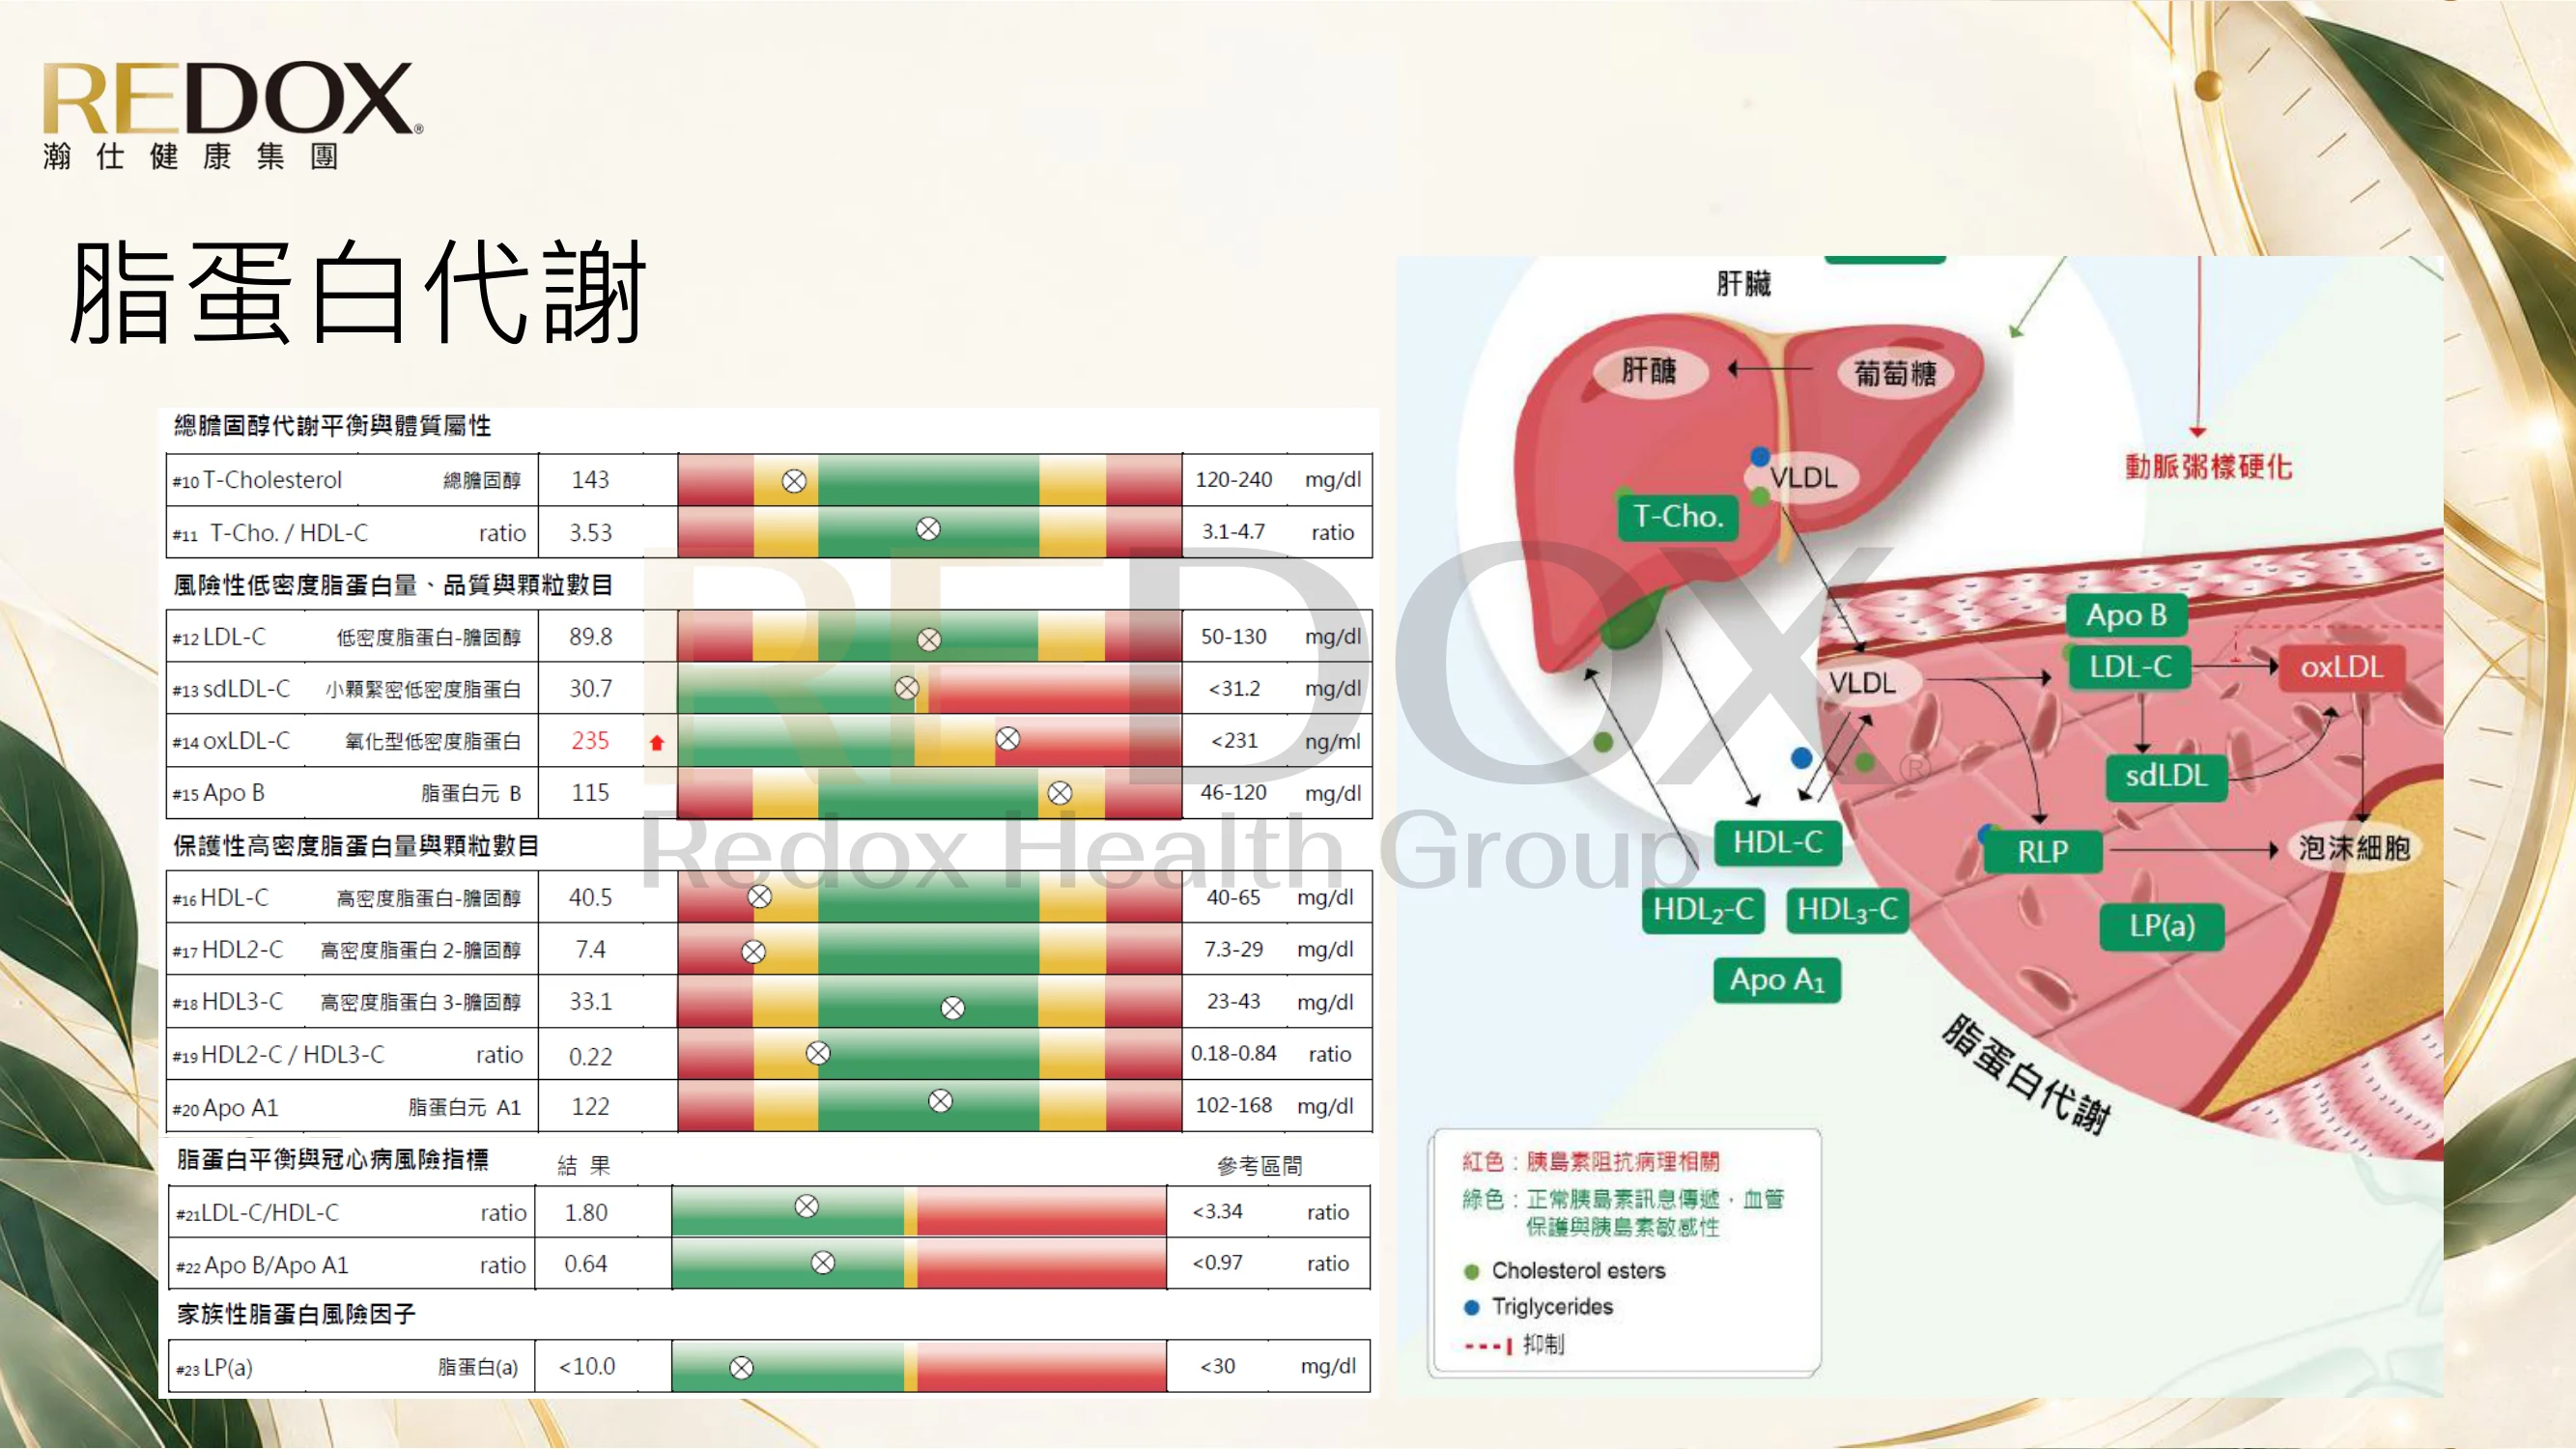 REDOX®
瀚仕健康集團
脂蛋白代謝
總膽固醇代謝平衡與體質屬性
#10 T-Cholesterol 總膽固醇 143 120-240 mg/dl
#11 T-Cho. / HDL-C ratio 3.53 3.1-4.7 ratio
風險性低密度脂蛋白量、品質與顆粒數目
#12 LDL-C 低密度脂蛋白-膽固醇 89.8 50-130 mg/dl
#13 sdLDL-C 小顆緊密低密度脂蛋白 30.7 <31.2 mg/dl
#14 oxLDL-C 氧化型低密度脂蛋白 235 <231 ng/ml
#15 Apo B 脂蛋白元 B 115 46-120 mg/dl
保護性高密度脂蛋白量與顆粒數目
#16 HDL-C 高密度脂蛋白-膽固醇 40.5 40-65 mg/dl
#17 HDL2-C 高密度脂蛋白2-膽固醇 7.4 7.3-29 mg/dl
#18 HDL3-C 高密度脂蛋白3-膽固醇 33.1 23-43 mg/dl
#19 HDL2-C / HDL3-C ratio 0.22 0.18-0.84 ratio
#20 Apo A1 脂蛋白元 A1 122 102-168 mg/dl
脂蛋白平衡與冠心病風險指標 結果 參考區間
#21 LDL-C/HDL-C ratio 1.80 <3.34 ratio
#22 Apo B/Apo A1 ratio 0.64 <0.97 ratio
家族性脂蛋白風險因子
#23 LP(a) 脂蛋白(a) <10.0 <30 mg/dl
REDOX®
Redox Health Group
肝臟
肝醣
葡萄糖
VLDL
T-Cho.
動脈粥樣硬化
Apo B
LDL-C
oxLDL
VLDL
sdLDL
HDL-C
RLP
泡沫細胞
HDL₂-C
HDL₃-C
LP(a)
Apo A₁
脂蛋白代謝
紅色：胰島素阻抗病理相關
綠色：正常胰島素訊息傳遞，血管
保護與胰島素敏感性
Cholesterol esters
Triglycerides
抑制